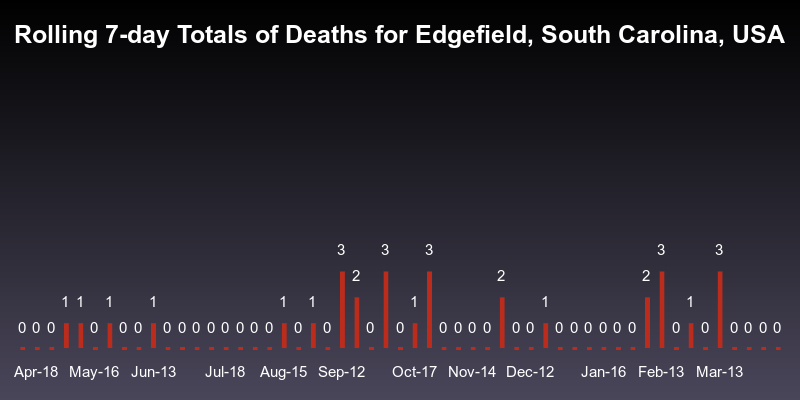 Rolling 7-day Totals of Deaths for Edgefield, South Carolina, USA
3 3 3 3 3
2 2 2
1 1 1 1 1 1 1 1 1
0 0 0 0 0 0 0 0 0 0 0 0 0 0 0 0 0 0 0 0 0 0 0 0 0 0 0 0 0 0 0 0 0 0 0 0
Apr-18 May-16 Jun-13 Jul-18 Aug-15 Sep-12 Oct-17 Nov-14 Dec-12 Jan-16 Feb-13 Mar-13